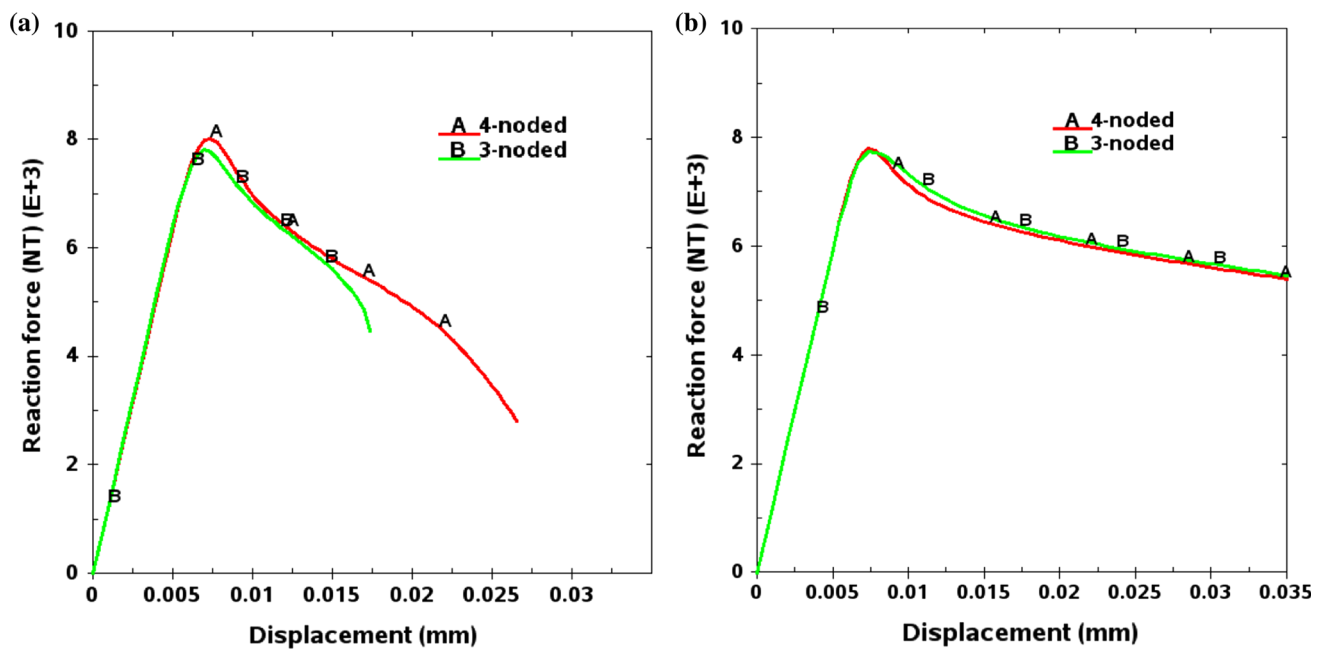 (a)
10
8
6
4
2
0
Reaction force (NT) (E+3)
A 4-noded
B 3-noded
A
B
B
B A
B
A
A
B
0 0.005 0.01 0.015 0.02 0.025 0.03
Displacement (mm)
(b)
10
8
6
4
2
0
Reaction force (NT) (E+3)
A 4-noded
B 3-noded
A
B
A B
A B
A B
A
B
0 0.005 0.01 0.015 0.02 0.025 0.03 0.035
Displacement (mm)